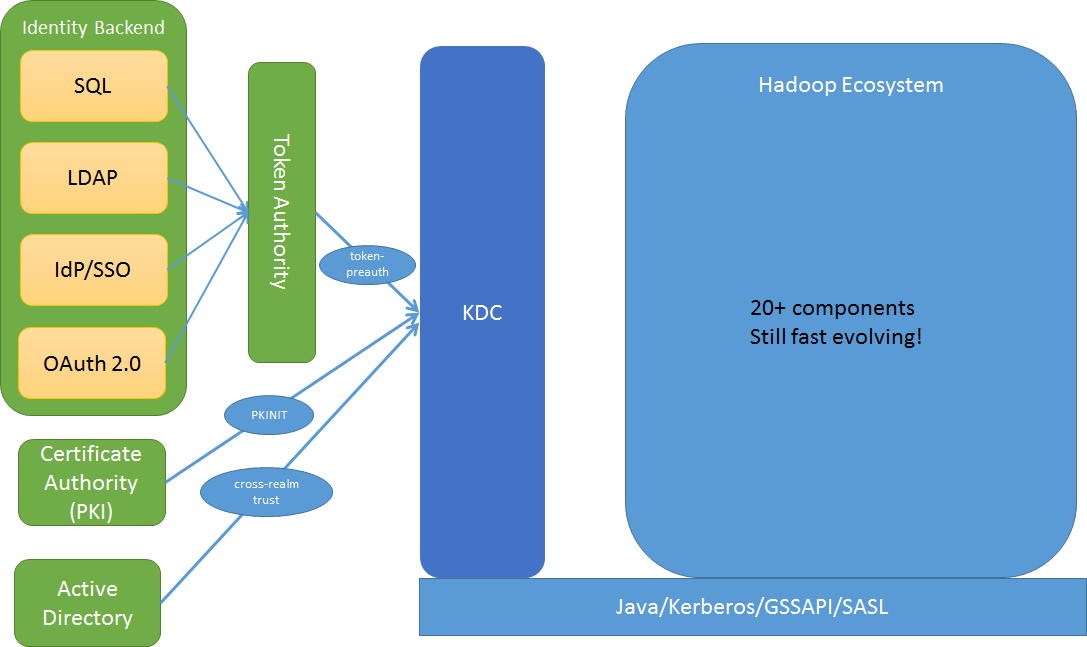 Identity Backend
SQL
LDAP
IdP/SSO
OAuth 2.0
Token Authority
token-
preauth
PKINIT
cross-realm
trust
Certificate
Authority
(PKI)
Active
Directory
KDC
Hadoop Ecosystem
20+ components
Still fast evolving!
Java/Kerberos/GSSAPI/SASL